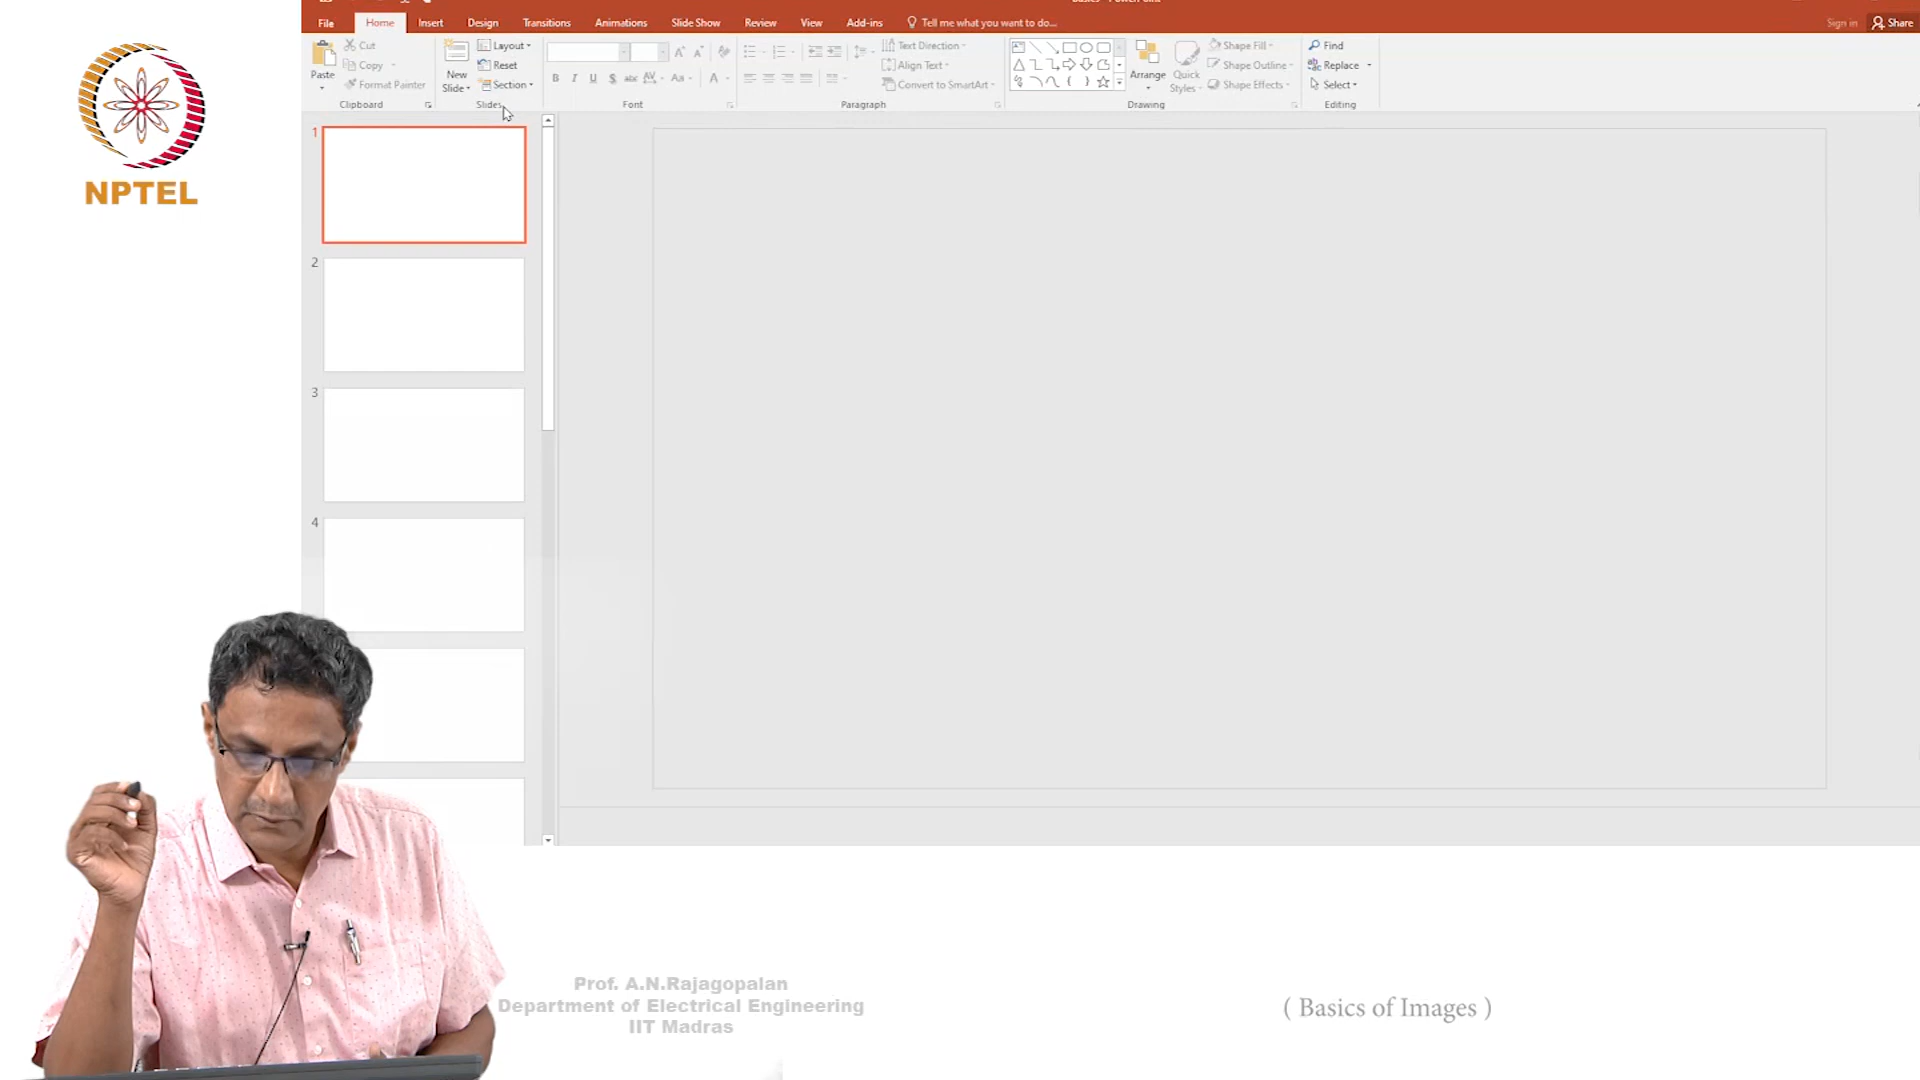 NPTEL
File Home Insert Design Transitions Animations Slide Show Review View Add-ins Tell me what you want to do... Sign in Share
Paste
Cut
Copy
Format Painter
Clipboard
New
Slide
Layout
Reset
Section
Slides
B I U S abc AV Aa A
Font
Text Direction
Align Text
Convert to SmartArt
Paragraph
Arrange
Quick
Styles
Shape Fill
Shape Outline
Shape Effects
Drawing
Find
Replace
Select
Editing
1
2
3
4
Prof. A.N.Rajagopalan
Department of Electrical Engineering
IIT Madras
( Basics of Images )